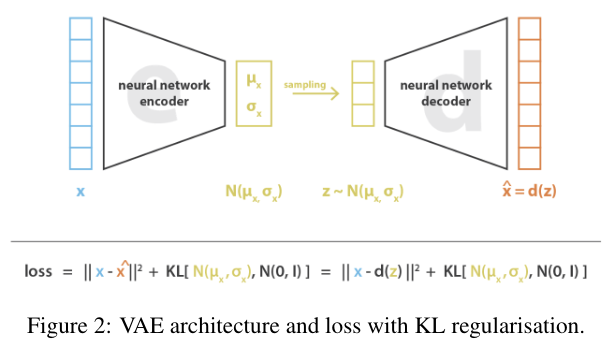 e
neural network
encoder
μₓ
σₓ
sampling
d
neural network
decoder
x
N(μₓ, σₓ)
z ~ N(μₓ, σₓ)
x̂ = d(z)
loss = || x - x̂ ||² + KL[ N(μₓ, σₓ), N(0, I) ] = || x - d(z) ||² + KL[ N(μₓ, σₓ), N(0, I) ]
Figure 2: VAE architecture and loss with KL regularisation.